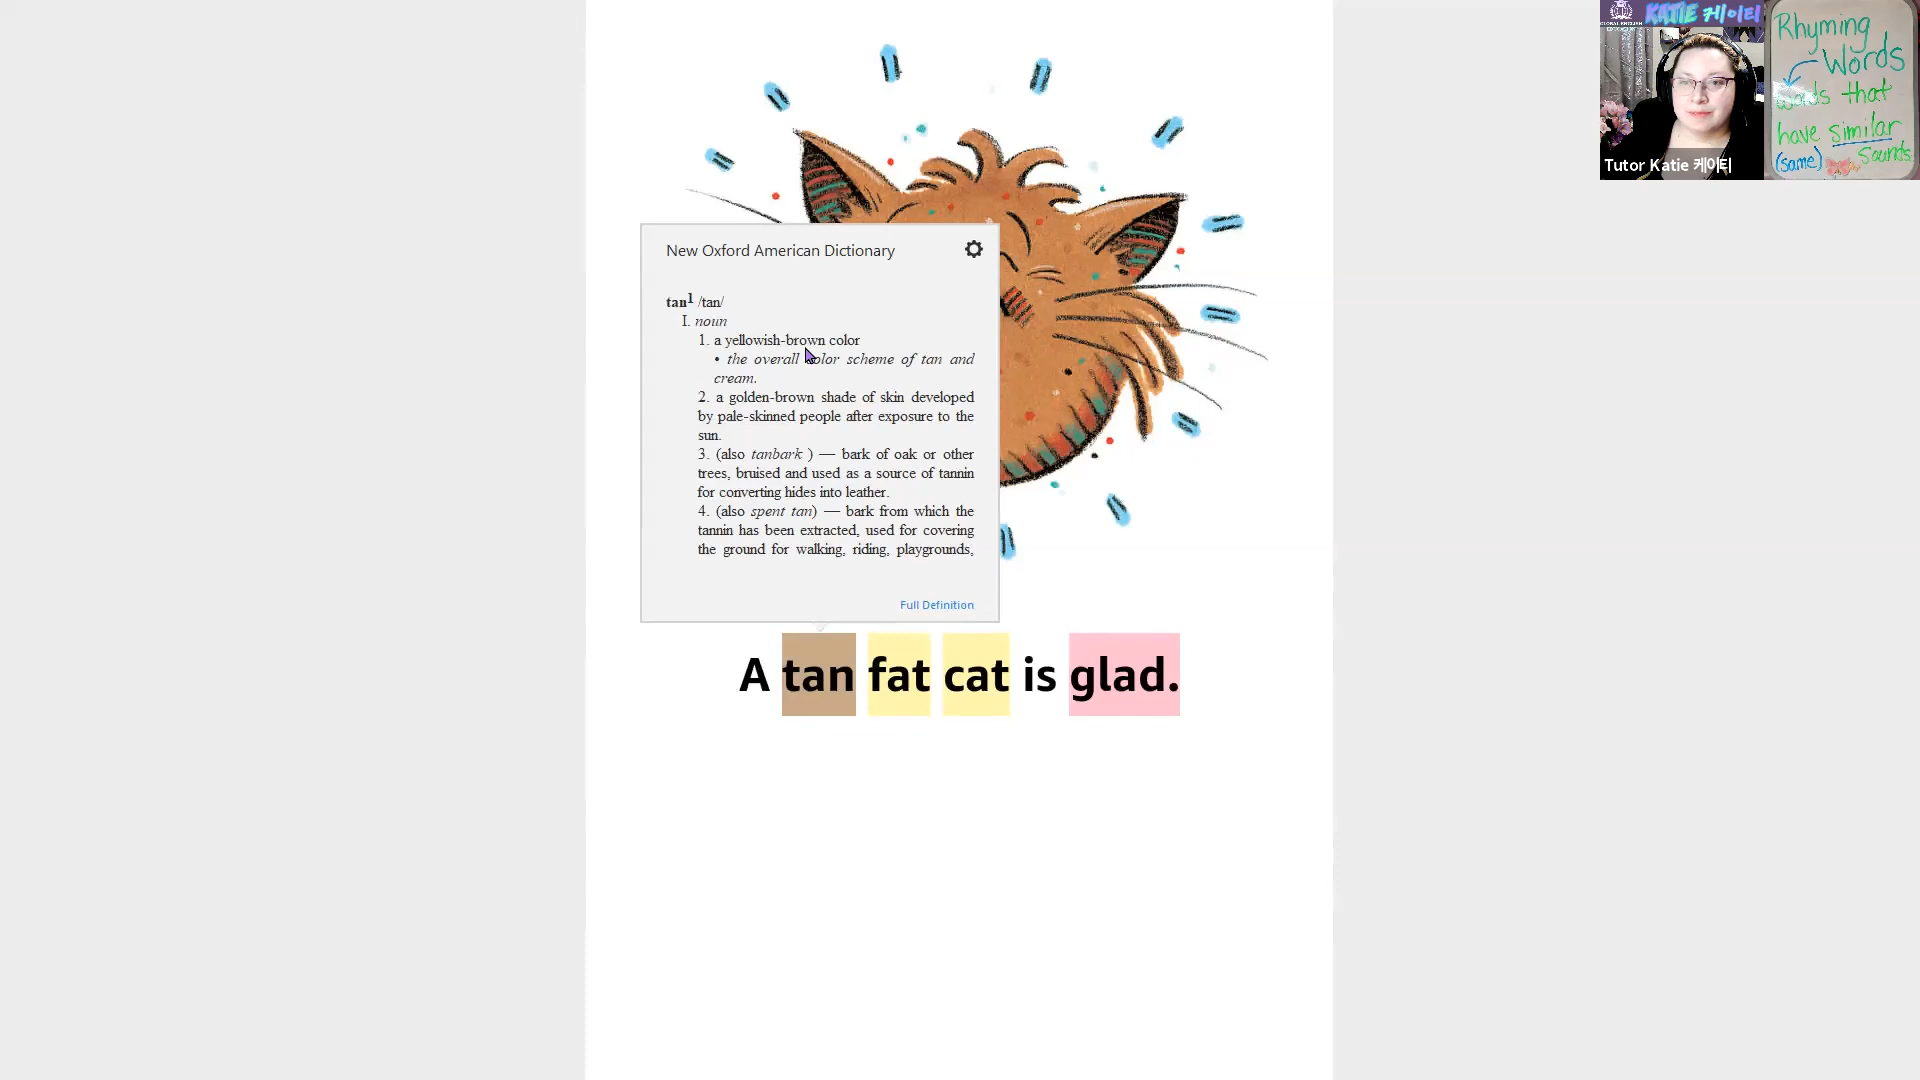 New Oxford American Dictionary
tan1 /tan/
I. noun
1. a yellowish-brown color
• the overall color scheme of tan and
cream.
2. a golden-brown shade of skin developed
by pale-skinned people after exposure to the
sun.
3. (also tanbark ) — bark of oak or other
trees, bruised and used as a source of tannin
for converting hides into leather.
4. (also spent tan) — bark from which the
tannin has been extracted, used for covering
the ground for walking, riding, playgrounds,
Full Definition
A tan fat cat is glad.
GLOBAL ENGLISH
EDUCATION
KATIE 케이티
Tutor Katie 케이티
Rhyming
Words
words that
have similar
(same) sounds